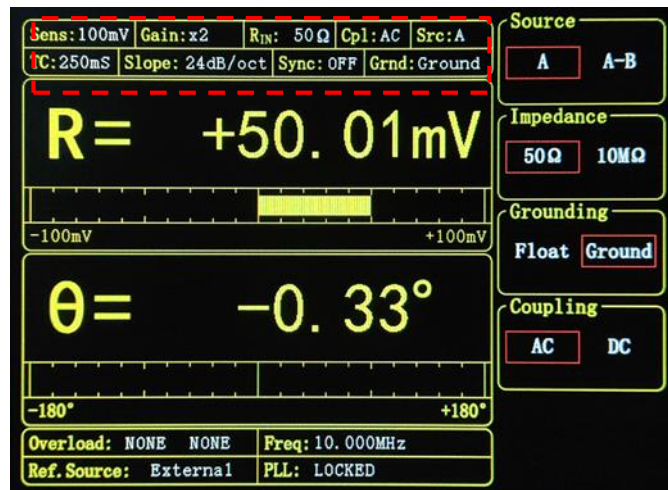 Sens:100mV Gain:x2 RIN: 50Ω Cpl:AC Src:A
TC:250mS Slope: 24dB/oct Sync: OFF Grnd:Ground
R= +50.01mV
-100mV +100mV
θ= -0.33°
-180° +180°
Overload: NONE NONE Freq:10.000MHz
Ref.Source: External PLL: LOCKED
Source
A A-B
Impedance
50Ω 10MΩ
Grounding
Float Ground
Coupling
AC DC